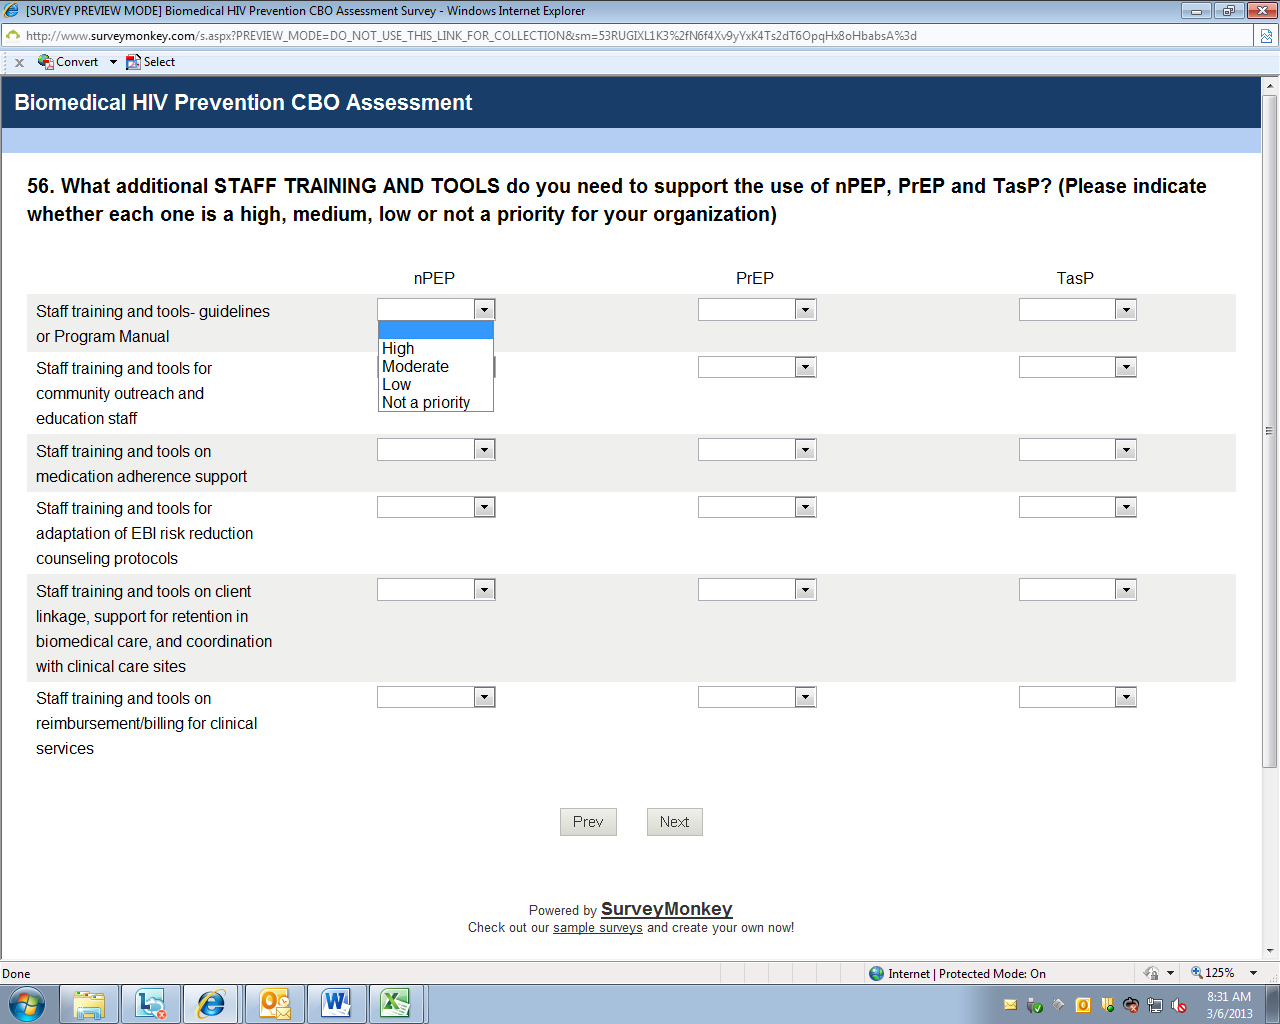 [SURVEY PREVIEW MODE] Biomedical HIV Prevention CBO Assessment Survey - Windows Internet Explorer
http://www.surveymonkey.com/s.aspx?PREVIEW_MODE=DO_NOT_USE_THIS_LINK_FOR_COLLECTION&sm=53RUGIXL1K3%2fN6f4Xv9yYxK4Ts2dT6OpqHx8oHbabsA%3d
x Convert Select
Biomedical HIV Prevention CBO Assessment
56. What additional STAFF TRAINING AND TOOLS do you need to support the use of nPEP, PrEP and TasP? (Please indicate
whether each one is a high, medium, low or not a priority for your organization)
nPEP PrEP TasP
Staff training and tools- guidelines
or Program Manual
High
Moderate
Low
Not a priority
Staff training and tools for
community outreach and
education staff
Staff training and tools on
medication adherence support
Staff training and tools for
adaptation of EBI risk reduction
counseling protocols
Staff training and tools on client
linkage, support for retention in
biomedical care, and coordination
with clinical care sites
Staff training and tools on
reimbursement/billing for clinical
services
Prev Next
Powered by SurveyMonkey
Check out our sample surveys and create your own now!
Done Internet | Protected Mode: On 125%
8:31 AM
3/6/2013